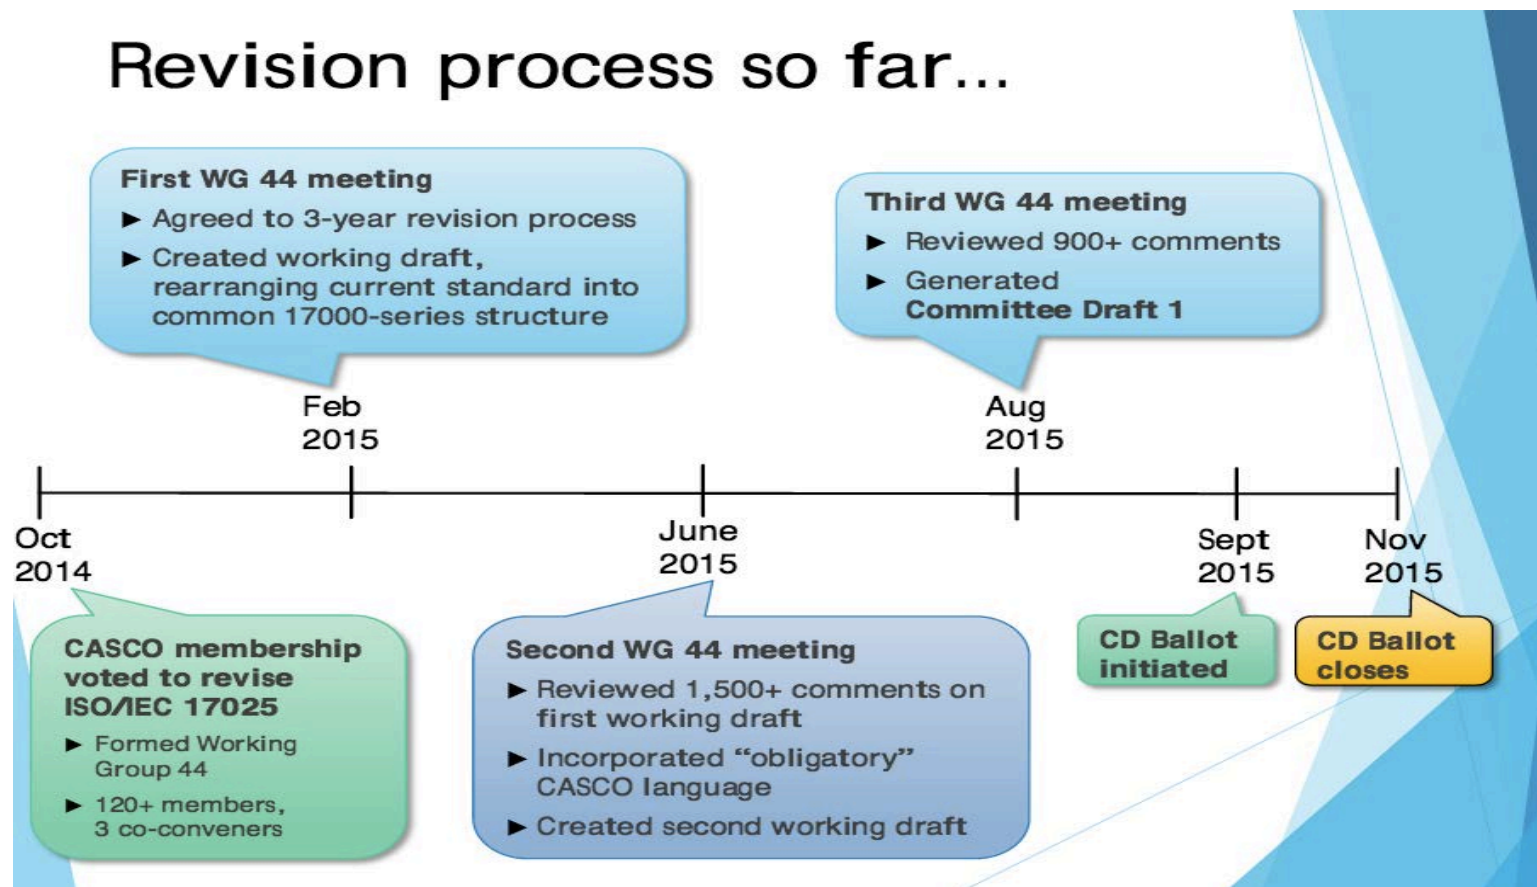 Revision process so far...
First WG 44 meeting
► Agreed to 3-year revision process
► Created working draft,
rearranging current standard into
common 17000-series structure
Third WG 44 meeting
► Reviewed 900+ comments
► Generated
Committee Draft 1
Feb
2015
Aug
2015
Oct
2014
June
2015
Sept
2015
Nov
2015
CASCO membership
voted to revise
ISO/IEC 17025
► Formed Working
Group 44
► 120+ members,
3 co-conveners
Second WG 44 meeting
► Reviewed 1,500+ comments on
first working draft
► Incorporated “obligatory”
CASCO language
► Created second working draft
CD Ballot
initiated
CD Ballot
closes